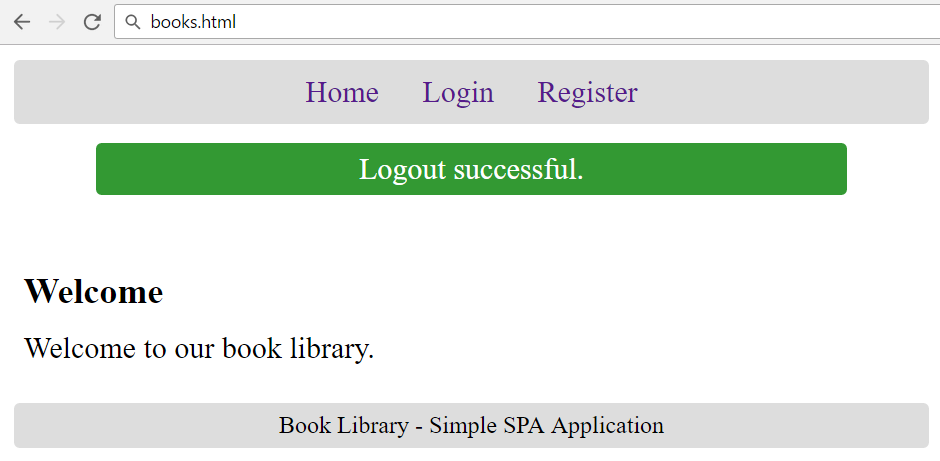 books.html
Home Login Register
Logout successful.
Welcome
Welcome to our book library.
Book Library - Simple SPA Application